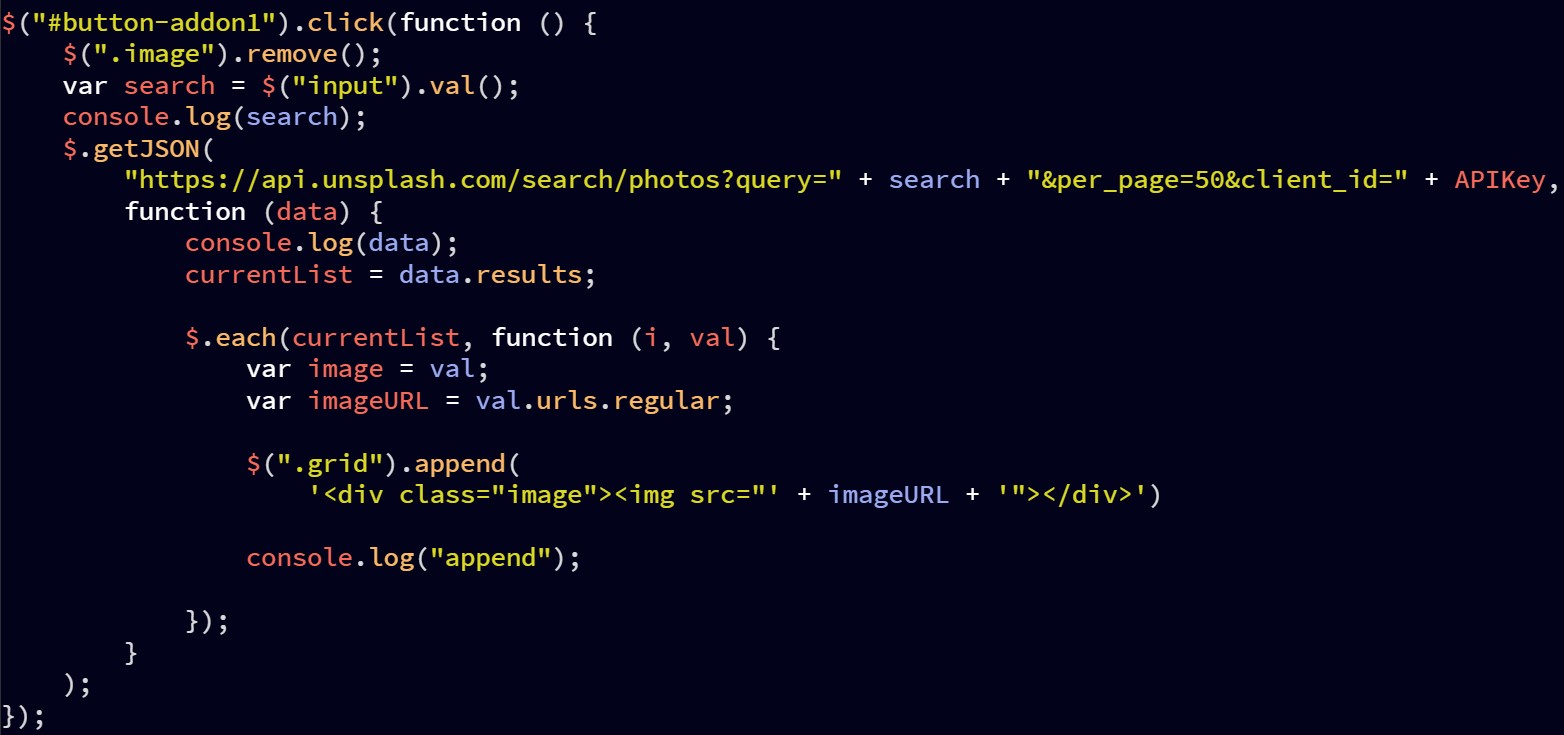 $("#button-addon1").click(function () {
    $(".image").remove();
    var search = $("input").val();
    console.log(search);
    $.getJSON(
        "https://api.unsplash.com/search/photos?query=" + search + "&per_page=50&client_id=" + APIKey,
        function (data) {
            console.log(data);
            currentList = data.results;

            $.each(currentList, function (i, val) {
                var image = val;
                var imageURL = val.urls.regular;

                $(".grid").append(
                    '<div class="image"><img src="' + imageURL + '"></div>')

                console.log("append");

            });
        }
    );
});